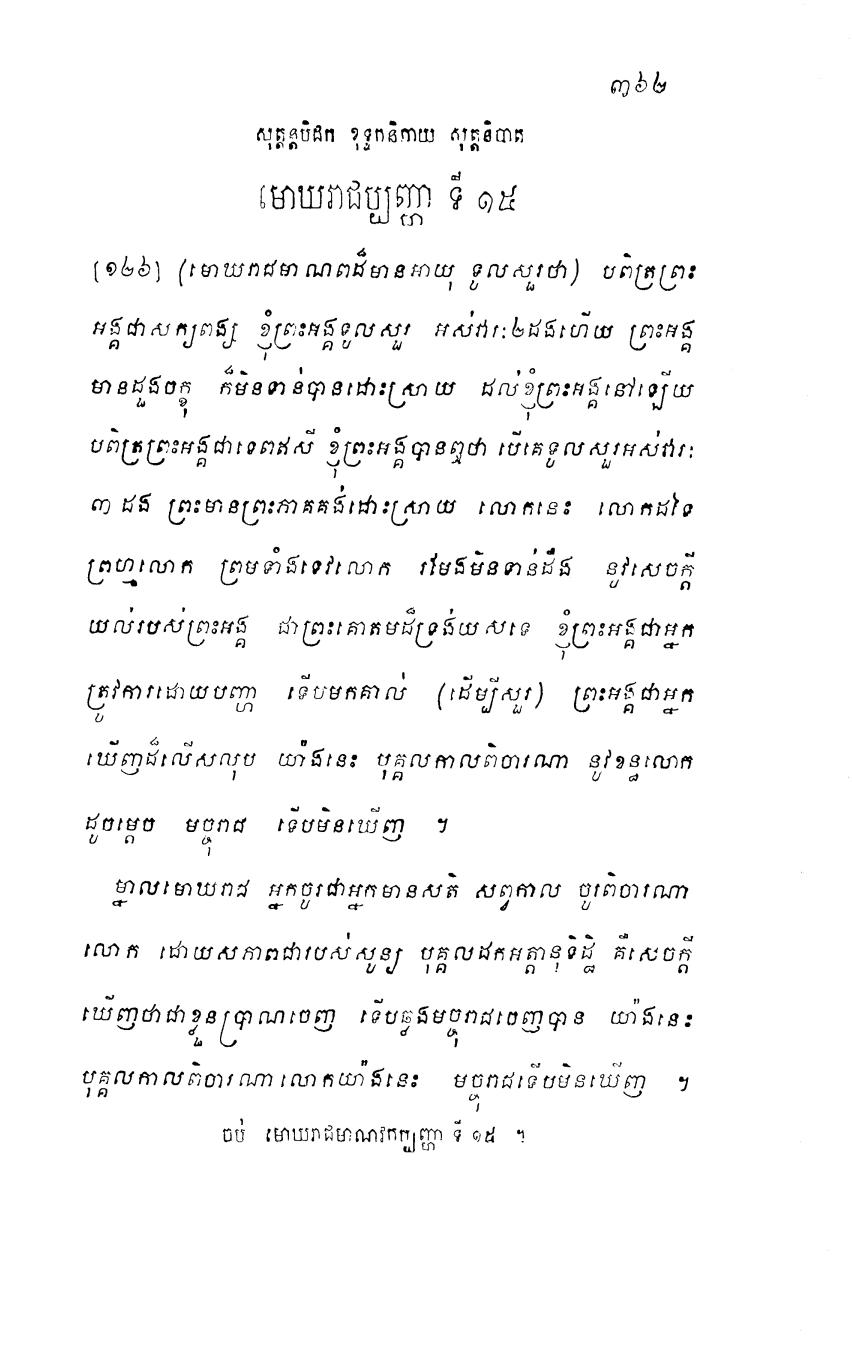 ៣៦២
សុត្តន្តបិដក ខុទ្ទកនិកាយ សុត្តនិបាត
មោឃរាជប្បញ្ហា ទី ១៥
[១២៦] (មោឃរាជមាណពដ៏មានអាយុ ទូលសួរថា) បពិត្រព្រះ
អង្គជាសក្យពង្ស ខ្ញុំព្រះអង្គទូលសួរ អស់វារៈ២ដងហើយ ព្រះអង្គ
មានដួងចក្ខុ ក៏មិនទាន់បានដោះស្រាយ ដល់ខ្ញុំព្រះអង្គនៅឡើយ
បពិត្រព្រះអង្គជាទេពឥសី ខ្ញុំព្រះអង្គបានឮថា បើគេទូលសួរអស់វារៈ
៣ ដង ព្រះមានព្រះភាគគង់ដោះស្រាយ លោកនេះ លោកដទៃ
ព្រហ្មលោក ព្រមទាំងទេវលោក រមែងមិនទាន់ដឹង នូវសេចក្តី
យល់របស់ព្រះអង្គ ជាព្រះគោតមដ៏ទ្រង់យសទេ ខ្ញុំព្រះអង្គជាអ្នក
ត្រូវការដោយបញ្ហា ទើបមកគាល់ (ដើម្បីសួរ) ព្រះអង្គជាអ្នក
ឃើញដ៏លើសលុប យ៉ាងនេះ បុគ្គលកាលពិចារណា នូវខន្ធលោក
ដូចម្តេច មច្ចុរាជ ទើបមិនឃើញ ។
ម្នាលមោឃរាជ អ្នកចូរជាអ្នកមានសតិ សព្វកាល ចូរពិចារណា
លោក ដោយសភាពជារបស់សូន្យ បុគ្គលដកអត្តានុទិដ្ឋិ គឺសេចក្តី
ឃើញថាជាខ្លួនប្រាណចេញ ទើបឆ្លងមច្ចុរាជចេញបាន យ៉ាងនេះ
បុគ្គលកាលពិចារណាលោកយ៉ាងនេះ មច្ចុរាជទើបមិនឃើញ ។
ចប់ មោឃរាជមាណវកប្បញ្ហា ទី ១៥ ។